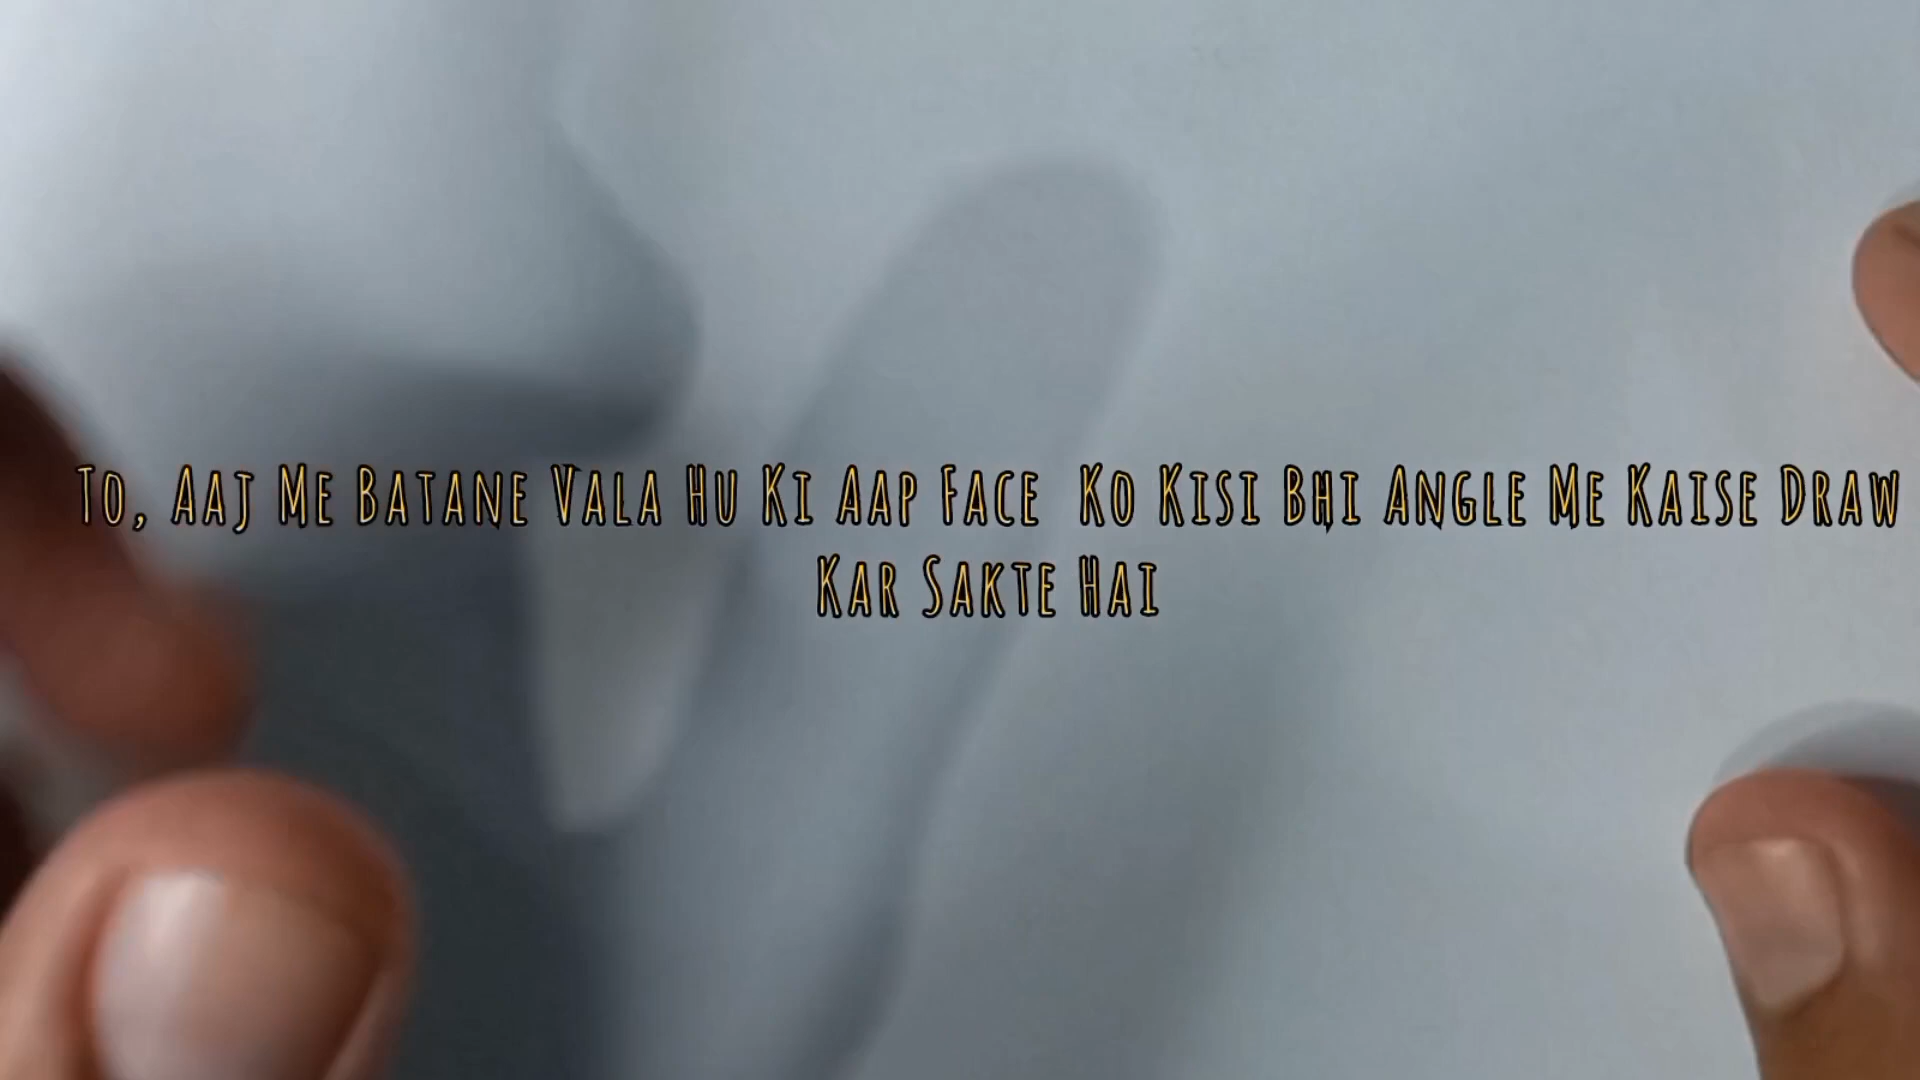 To, Aaj Me Batane Vala Hu Ki Aap Face Ko Kisi Bhi Angle Me Kaise Draw
Kar Sakte Hai